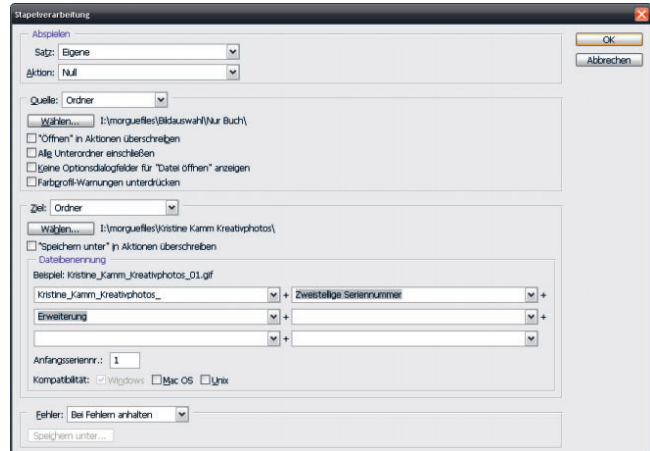 Stapelverarbeitung
Abspielen
Satz: Eigene
Aktion: Null
OK
Abbrechen
Quelle: Ordner
Wählen... I:\morguefiles\Bildauswahl\Nur Buch\
"Öffnen" in Aktionen überschreiben
Alle Unterordner einschließen
Keine Optionsdialogfelder für "Datei öffnen" anzeigen
Farbprofil-Warnungen unterdrücken
Ziel: Ordner
Wählen... I:\morguefiles\Kristine Kamm Kreativphotos\
"Speichern unter" in Aktionen überschreiben
Dateibenennung
Beispiel: Kristine_Kamm_Kreativphotos_01.gif
Kristine_Kamm_Kreativphotos_ + Zweistellige Seriennummer +
Erweiterung + +
+
Anfangsseriennr.: 1
Kompatibilität: Windows Mac OS Unix
Fehler: Bei Fehlern anhalten
Speichern unter...